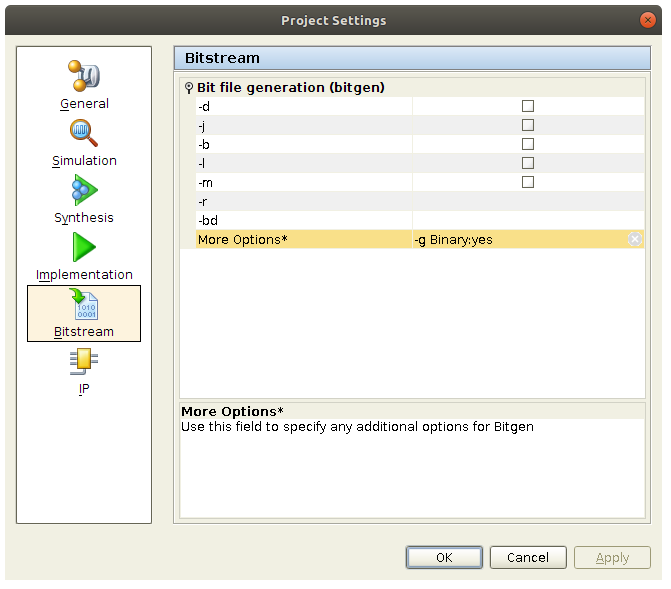 Project Settings
General
Simulation
Synthesis
Implementation
1010
0001
Bitstream
IP
Bitstream
Bit file generation (bitgen)
-d
-j
-b
-l
-m
-r
-bd
More Options* -g Binary:yes
More Options*
Use this field to specify any additional options for Bitgen
OK Cancel Apply